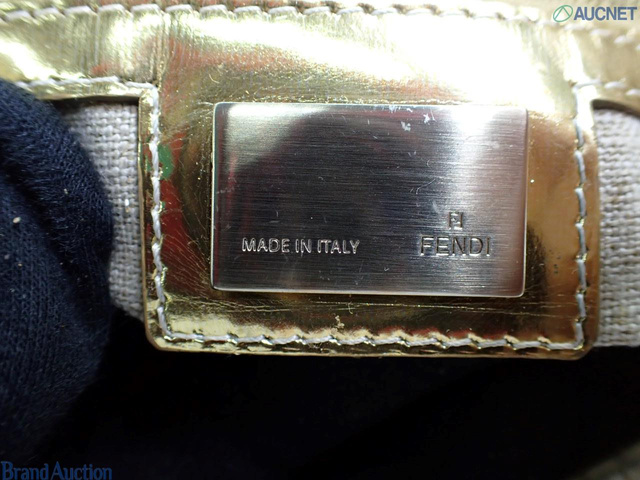 AUCNET
MADE IN ITALY
FENDI
Brand Auction